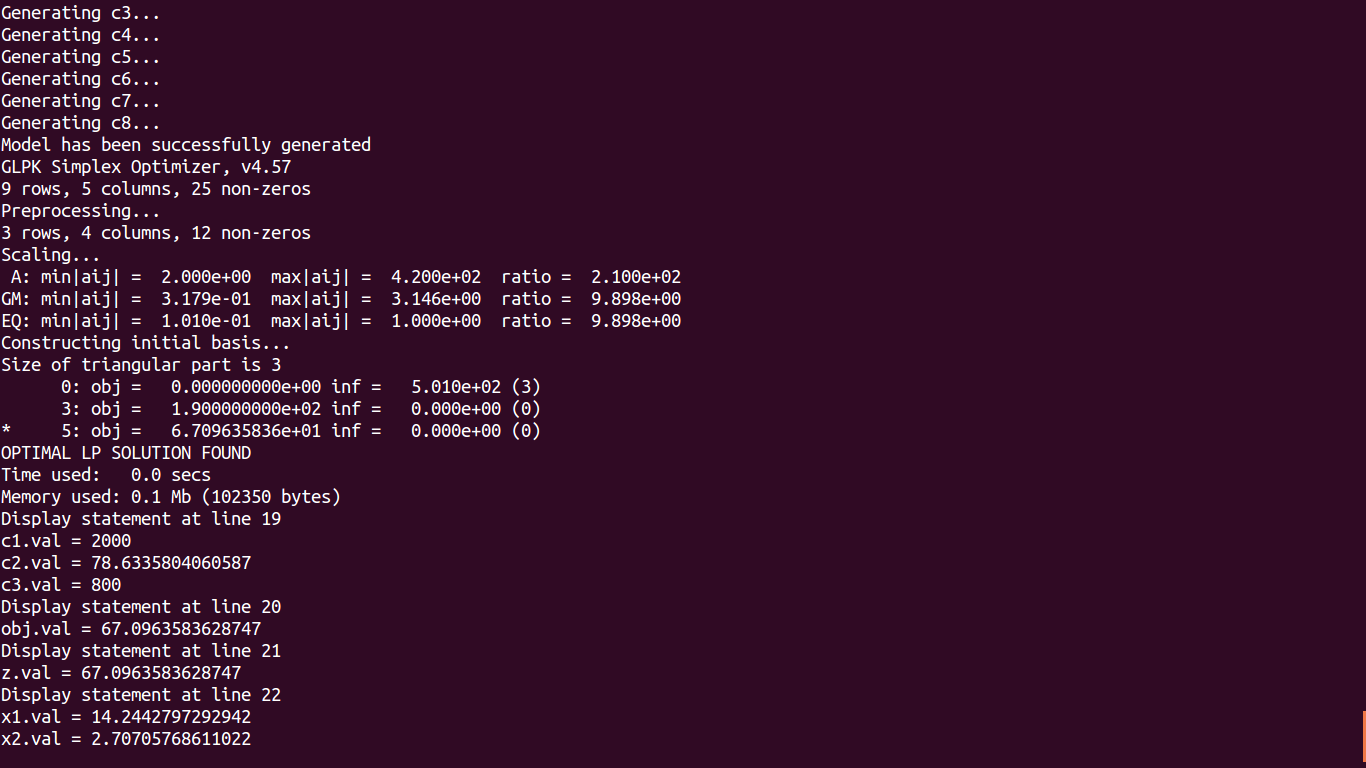 Generating c3...
Generating c4...
Generating c5...
Generating c6...
Generating c7...
Generating c8...
Model has been successfully generated
GLPK Simplex Optimizer, v4.57
9 rows, 5 columns, 25 non-zeros
Preprocessing...
3 rows, 4 columns, 12 non-zeros
Scaling...
 A: min|aij| =  2.000e+00  max|aij| =  4.200e+02  ratio =  2.100e+02
GM: min|aij| =  3.179e-01  max|aij| =  3.146e+00  ratio =  9.898e+00
EQ: min|aij| =  1.010e-01  max|aij| =  1.000e+00  ratio =  9.898e+00
Constructing initial basis...
Size of triangular part is 3
      0: obj =   0.000000000e+00 inf =   5.010e+02 (3)
      3: obj =   1.900000000e+02 inf =   0.000e+00 (0)
*     5: obj =   6.709635836e+01 inf =   0.000e+00 (0)
OPTIMAL LP SOLUTION FOUND
Time used:   0.0 secs
Memory used: 0.1 Mb (102350 bytes)
Display statement at line 19
c1.val = 2000
c2.val = 78.6335804060587
c3.val = 800
Display statement at line 20
obj.val = 67.0963583628747
Display statement at line 21
z.val = 67.0963583628747
Display statement at line 22
x1.val = 14.2442797292942
x2.val = 2.70705768611022